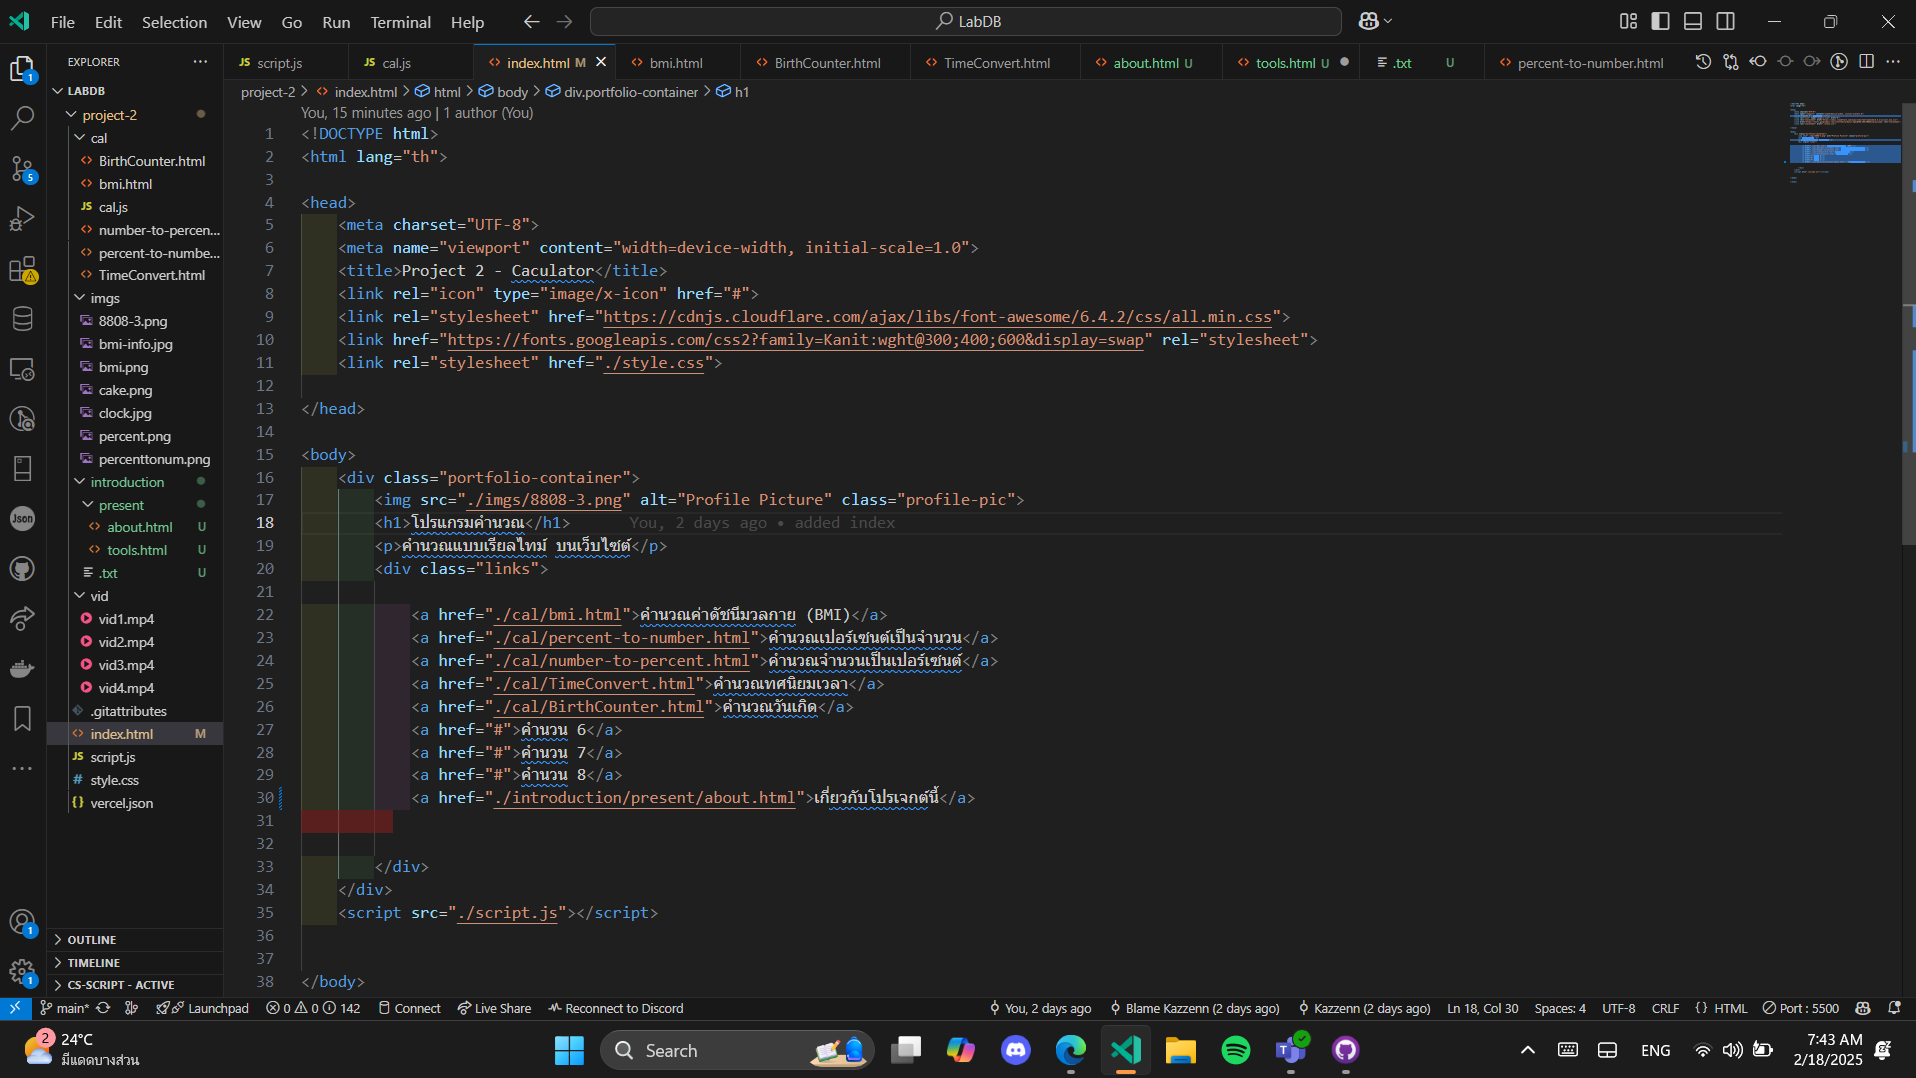 File Edit Selection View Go Run Terminal Help
LabDB
EXPLORER
script.js
cal.js
index.html M
bmi.html
BirthCounter.html
TimeConvert.html
about.html U
tools.html U
.txt U
percent-to-number.html
project-2 > index.html > html > body > div.portfolio-container > h1
LABDB
project-2
cal
BirthCounter.html
bmi.html
cal.js
number-to-percen...
percent-to-numbe...
TimeConvert.html
imgs
8808-3.png
bmi-info.jpg
bmi.png
cake.png
clock.jpg
percent.png
percenttonum.png
introduction
present
about.html U
tools.html U
.txt U
vid
vid1.mp4
vid2.mp4
vid3.mp4
vid4.mp4
.gitattributes
index.html M
script.js
style.css
vercel.json
OUTLINE
TIMELINE
CS-SCRIPT - ACTIVE
You, 15 minutes ago | 1 author (You)
1 <!DOCTYPE html>
2 <html lang="th">
3
4 <head>
5 <meta charset="UTF-8">
6 <meta name="viewport" content="width=device-width, initial-scale=1.0">
7 <title>Project 2 - Caculator</title>
8 <link rel="icon" type="image/x-icon" href="#">
9 <link rel="stylesheet" href="https://cdnjs.cloudflare.com/ajax/libs/font-awesome/6.4.2/css/all.min.css">
10 <link href="https://fonts.googleapis.com/css2?family=Kanit:wght@300;400;600&display=swap" rel="stylesheet">
11 <link rel="stylesheet" href="./style.css">
12
13 </head>
14
15 <body>
16 <div class="portfolio-container">
17 <img src="./imgs/8808-3.png" alt="Profile Picture" class="profile-pic">
18 <h1>โปรแกรมคำนวณ</h1> You, 2 days ago • added index
19 <p>คำนวณแบบเรียลไทม์ บนเว็บไซต์</p>
20 <div class="links">
21
22 <a href="./cal/bmi.html">คำนวณค่าดัชนีมวลกาย (BMI)</a>
23 <a href="./cal/percent-to-number.html">คำนวณเปอร์เซนต์เป็นจำนวน</a>
24 <a href="./cal/number-to-percent.html">คำนวณจำนวนเป็นเปอร์เซนต์</a>
25 <a href="./cal/TimeConvert.html">คำนวณทศนิยมเวลา</a>
26 <a href="./cal/BirthCounter.html">คำนวณวันเกิด</a>
27 <a href="#">คำนวน 6</a>
28 <a href="#">คำนวน 7</a>
29 <a href="#">คำนวน 8</a>
30 <a href="./introduction/present/about.html">เกี่ยวกับโปรเจกต์นี้</a>
31
32
33 </div>
34 </div>
35 <script src="./script.js"></script>
36
37
38 </body>
main* Launchpad 0 0 142 Connect Live Share Reconnect to Discord You, 2 days ago Blame Kazzenn (2 days ago) Kazzenn (2 days ago) Ln 18, Col 30 Spaces: 4 UTF-8 CRLF HTML Port : 5500
2 24°C
มีแดดบางส่วน
Search
ENG
7:43 AM
2/18/2025
Json
1
5
1
1